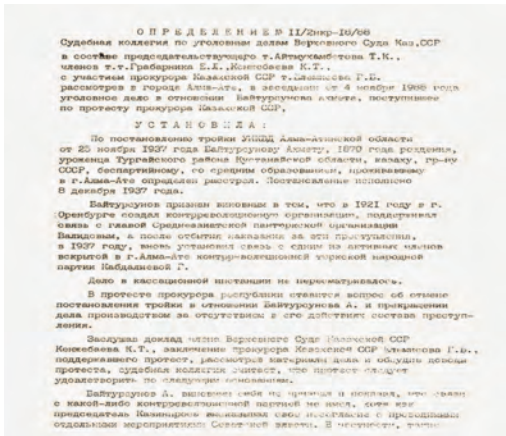 О П Р Е Д Е Л Е Н И Е № II/2нкр-I6/88
Судебная коллегия по уголовным делам Верховного Суда Каз.ССР
в составе председательствующего т.Айтмухамбетова Т.К.,
членов т.т.Грабарника Е.Л., Кенжебаева К.Т.,
с участием прокурора Казахской ССР т. Г.Б.
рассмотрев в городе Алма-Ате, в заседании от 4 ноября 1988 года
уголовное дело в отношении Байтурсунова Ахмета, поступившее
по протесту прокурора Казахской ССР,
У С Т А Н О В И Л А :
По постановлению тройки УНКВД Алма-Атинской области
от 25 ноября 1937 года Байтурсунову Ахмету, 1870 года рождения,
уроженца Тургайского района Кустанайской области, казаху, гр-ну
СССР, беспартийному, со средним образованием, проживавшему
в г.Алма-Ате определен расстрел. Постановление исполнено
8 декабря 1937 года.
Байтурсунов признан виновным в том, что в 1921 году в г.
Оренбурге создал контрреволюционную организацию, поддерживал
связь с главой Среднеазиатской пантюркской организации
Валидовым, а после отбытия наказания за эти преступления,
в 1937 году, вновь установил связь с одним из активных членов
вскрытой в г.Алма-Ате контр-волюционной тюркской народной
партии Кабдалиевой Г.
Дело в кассационной инстанции не пересматривалось.
В протесте прокурора республики ставится вопрос об отмене
постановления тройки в отношении Байтурсунова А. и прекращении
дела производством за отсутствием в его действиях состава преступ-
ления.
Заслушав доклад члена Верховного Суда Казахской ССР
Кенжебаева К.Т., заключение прокурора Казахской ССР Г.Б.,
поддержавшего протест, рассмотрев материалы дела и обсудив доводы
протеста, судебная коллегия считает, что протест следует
удовлетворить по следующим основаниям.
Байтурсунов А. виновным себя не признал и показал, что связи
с какой-либо контрреволюционной партией не имел, хотя как
председатель высказывал свое несогласие с проводимыми
отдельными мероприятиями Советской власти. В частности,